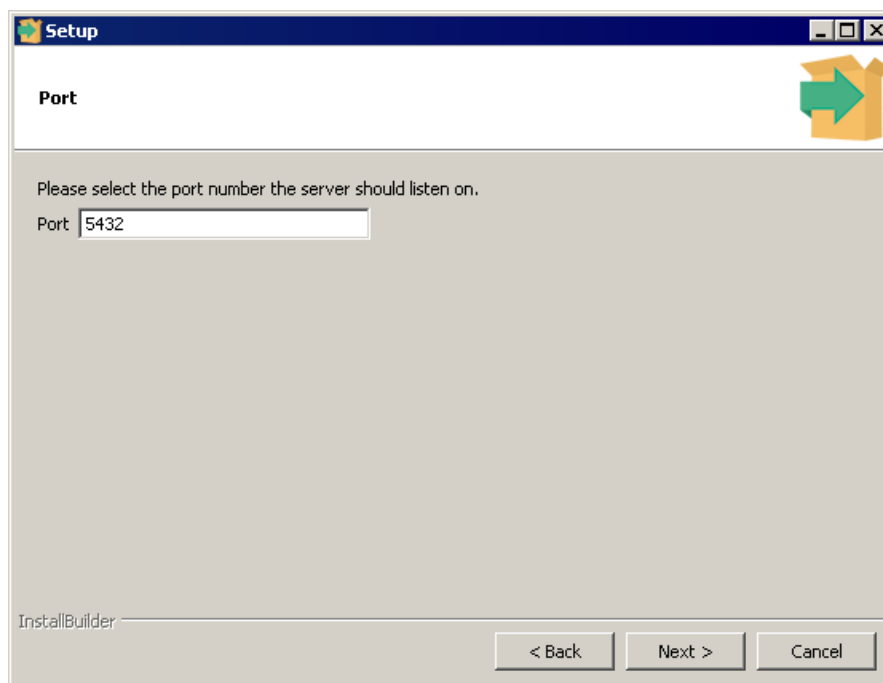 Setup
Port
Please select the port number the server should listen on.
Port 5432
InstallBuilder
< Back Next > Cancel